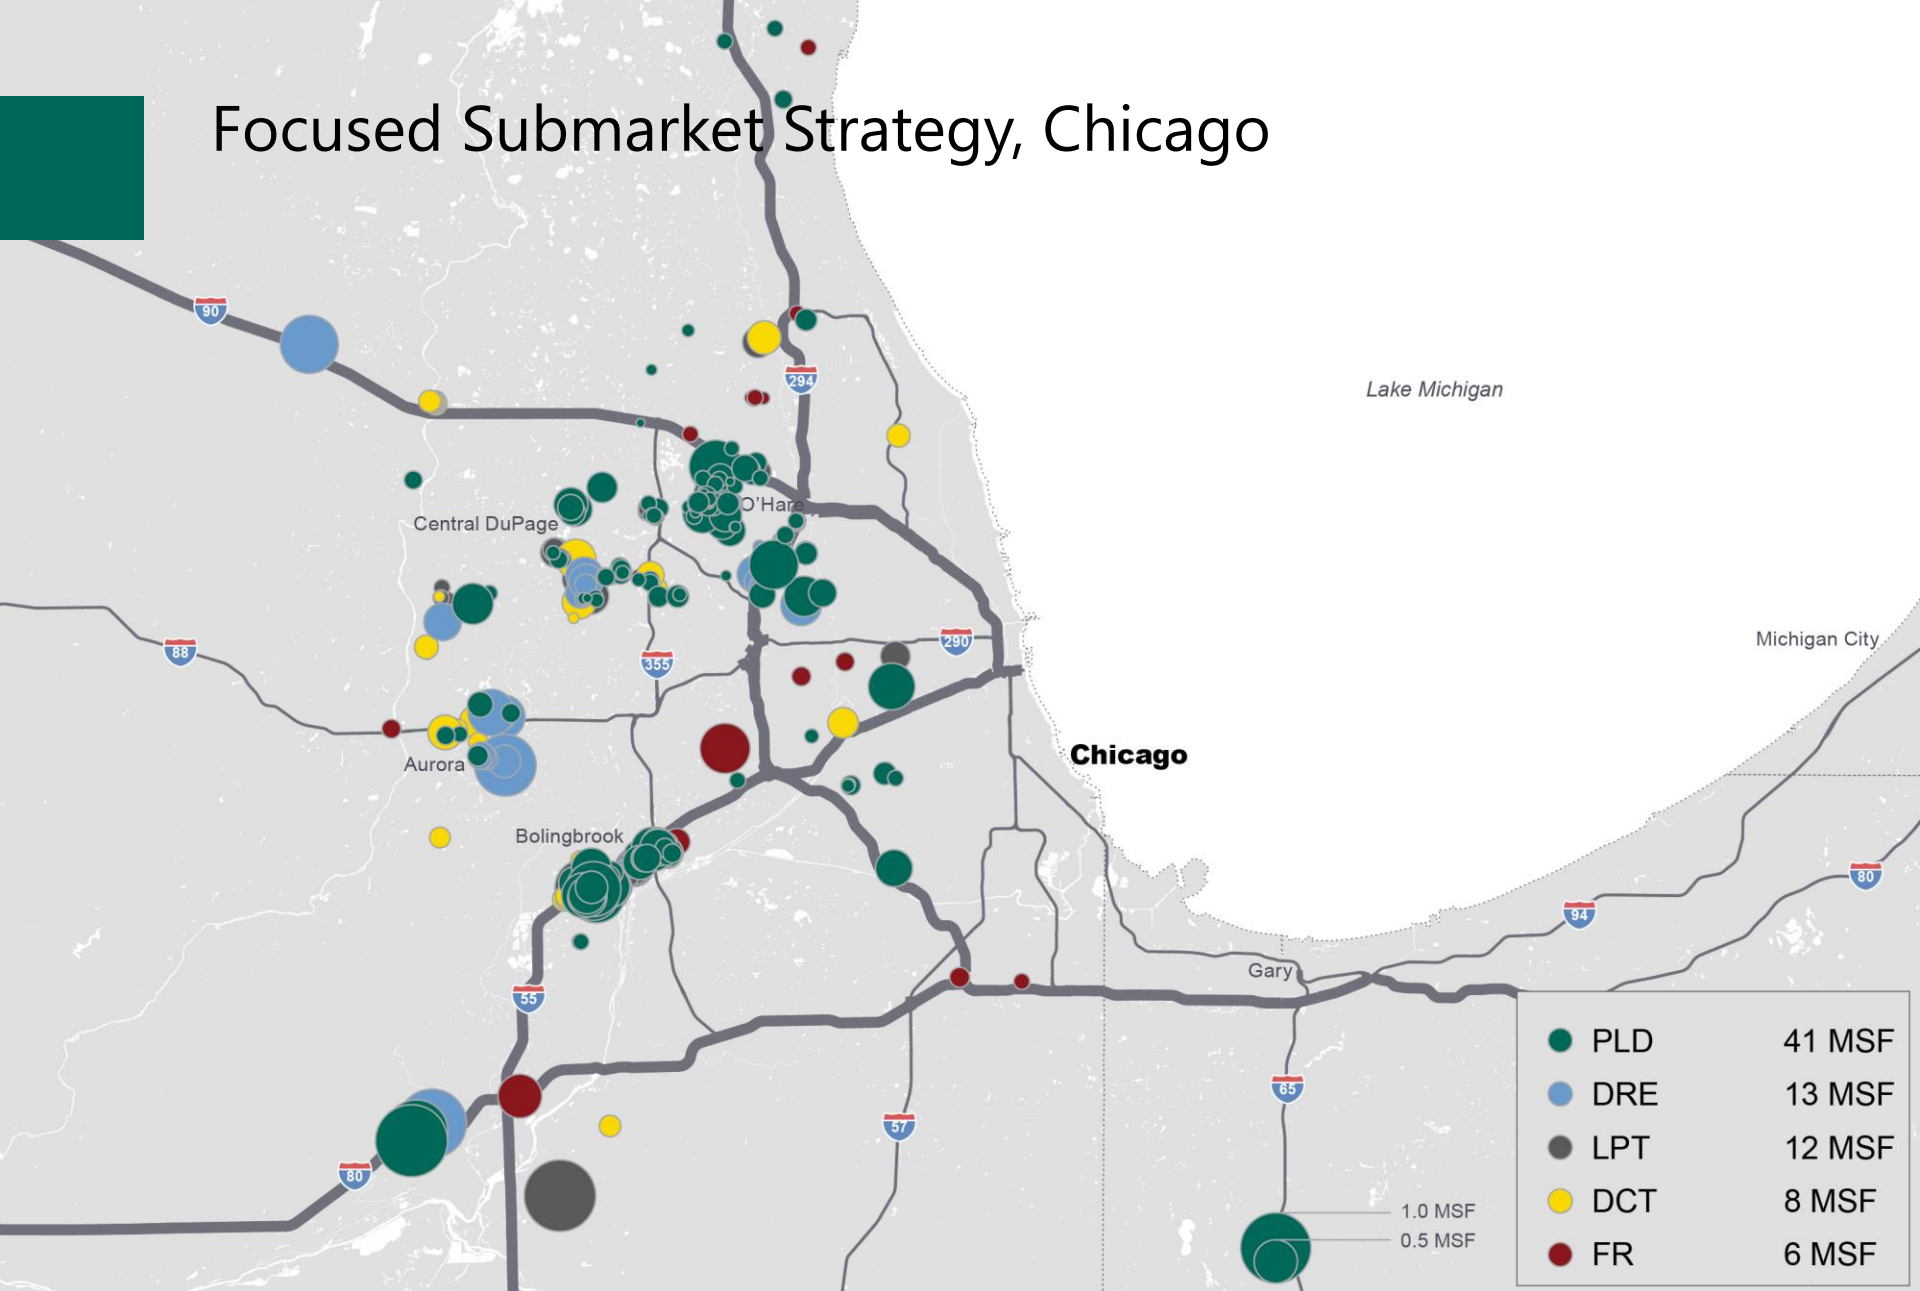 Focused Submarket Strategy, Chicago
90
294
Lake Michigan
O'Hare
Central DuPage
290
Michigan City
88
355
Chicago
Aurora
Bolingbrook
80
94
Gary
55
65
57
80
PLD 41 MSF
DRE 13 MSF
LPT 12 MSF
DCT 8 MSF
FR 6 MSF
1.0 MSF
0.5 MSF